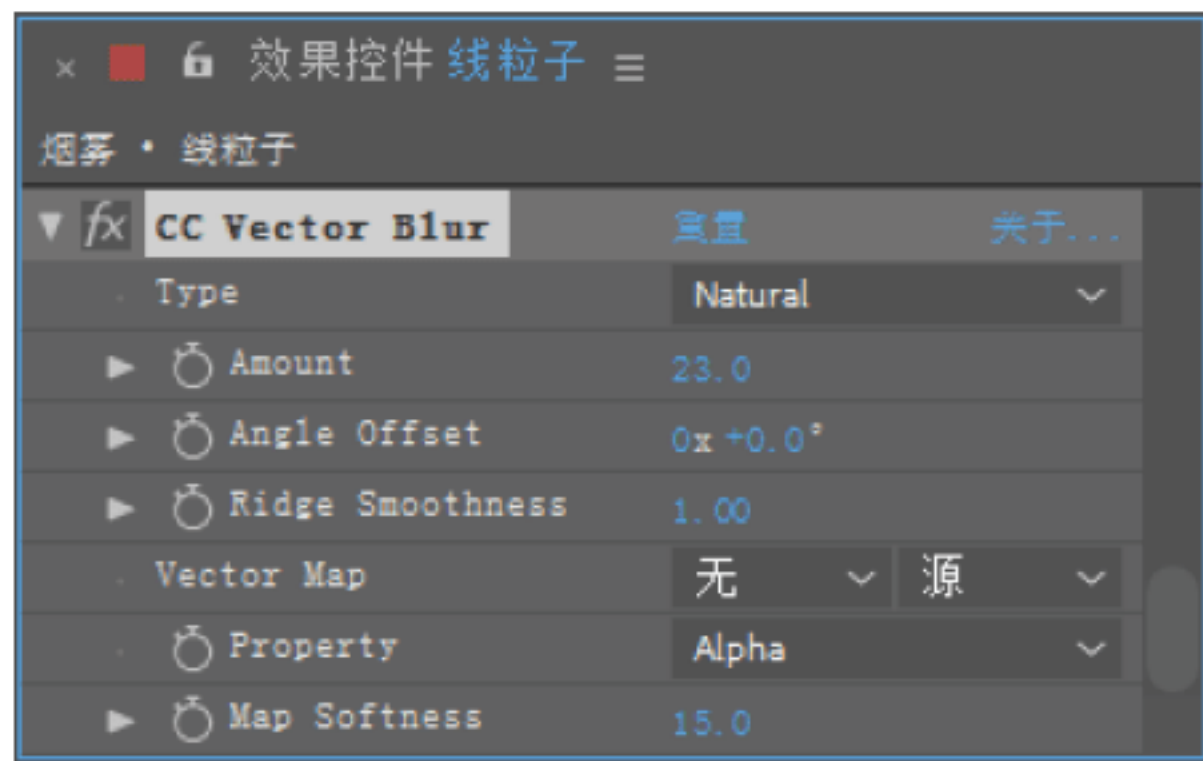 效果控件 线粒子
烟雾 · 线粒子
fx CC Vector Blur 重置 关于...
Type Natural
Amount 23.0
Angle Offset 0x +0.0°
Ridge Smoothness 1.00
Vector Map 无 源
Property Alpha
Map Softness 15.0